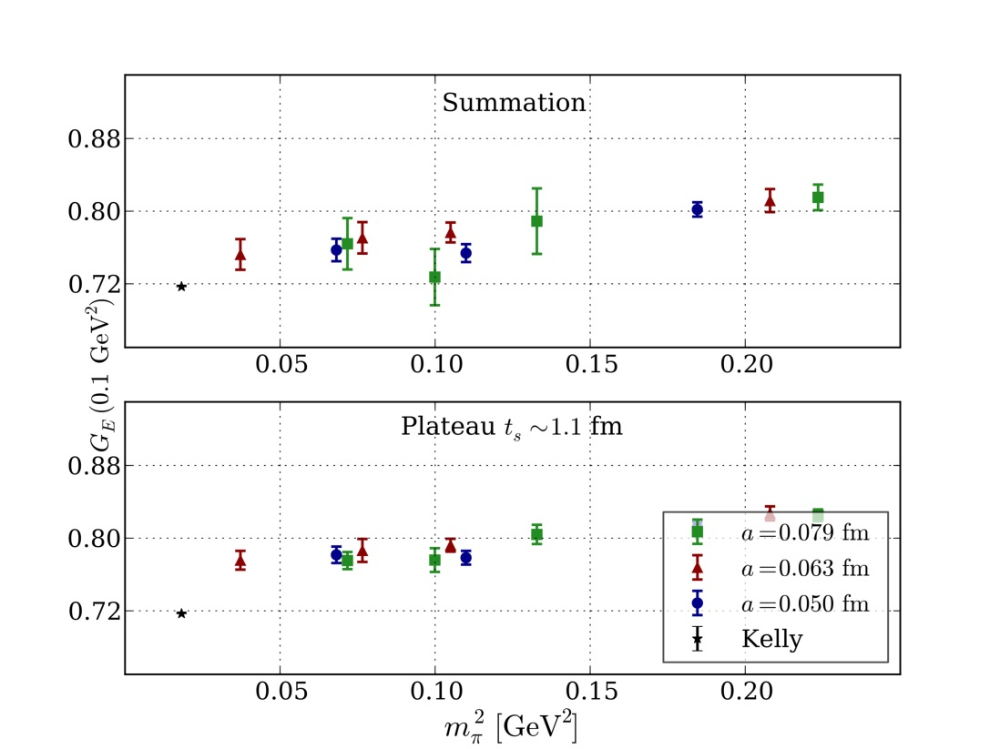 Summation
0.88
0.80
0.72
0.05 0.10 0.15 0.20
G_E (0.1 GeV²)
Plateau t_s ∼1.1 fm
0.88
0.80
0.72
a=0.079 fm
a=0.063 fm
a=0.050 fm
Kelly
0.05 0.10 0.15 0.20
m_π² [GeV²]